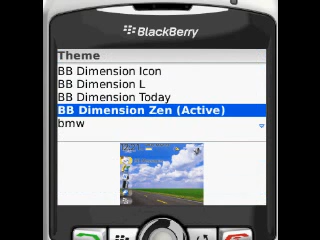 BlackBerry
Theme
BB Dimension Icon
BB Dimension L
BB Dimension Today
BB Dimension Zen (Active)
bmw